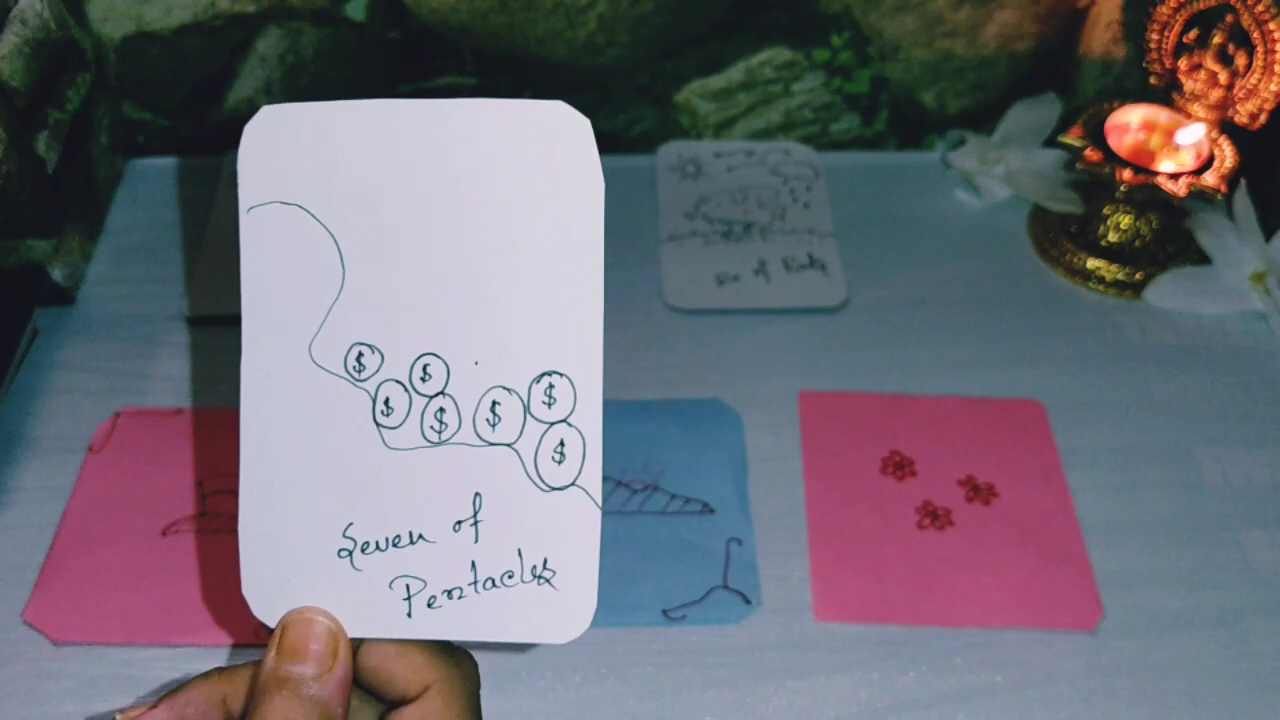 $ $
$ $ $ $
$
Seven of
Pentacles